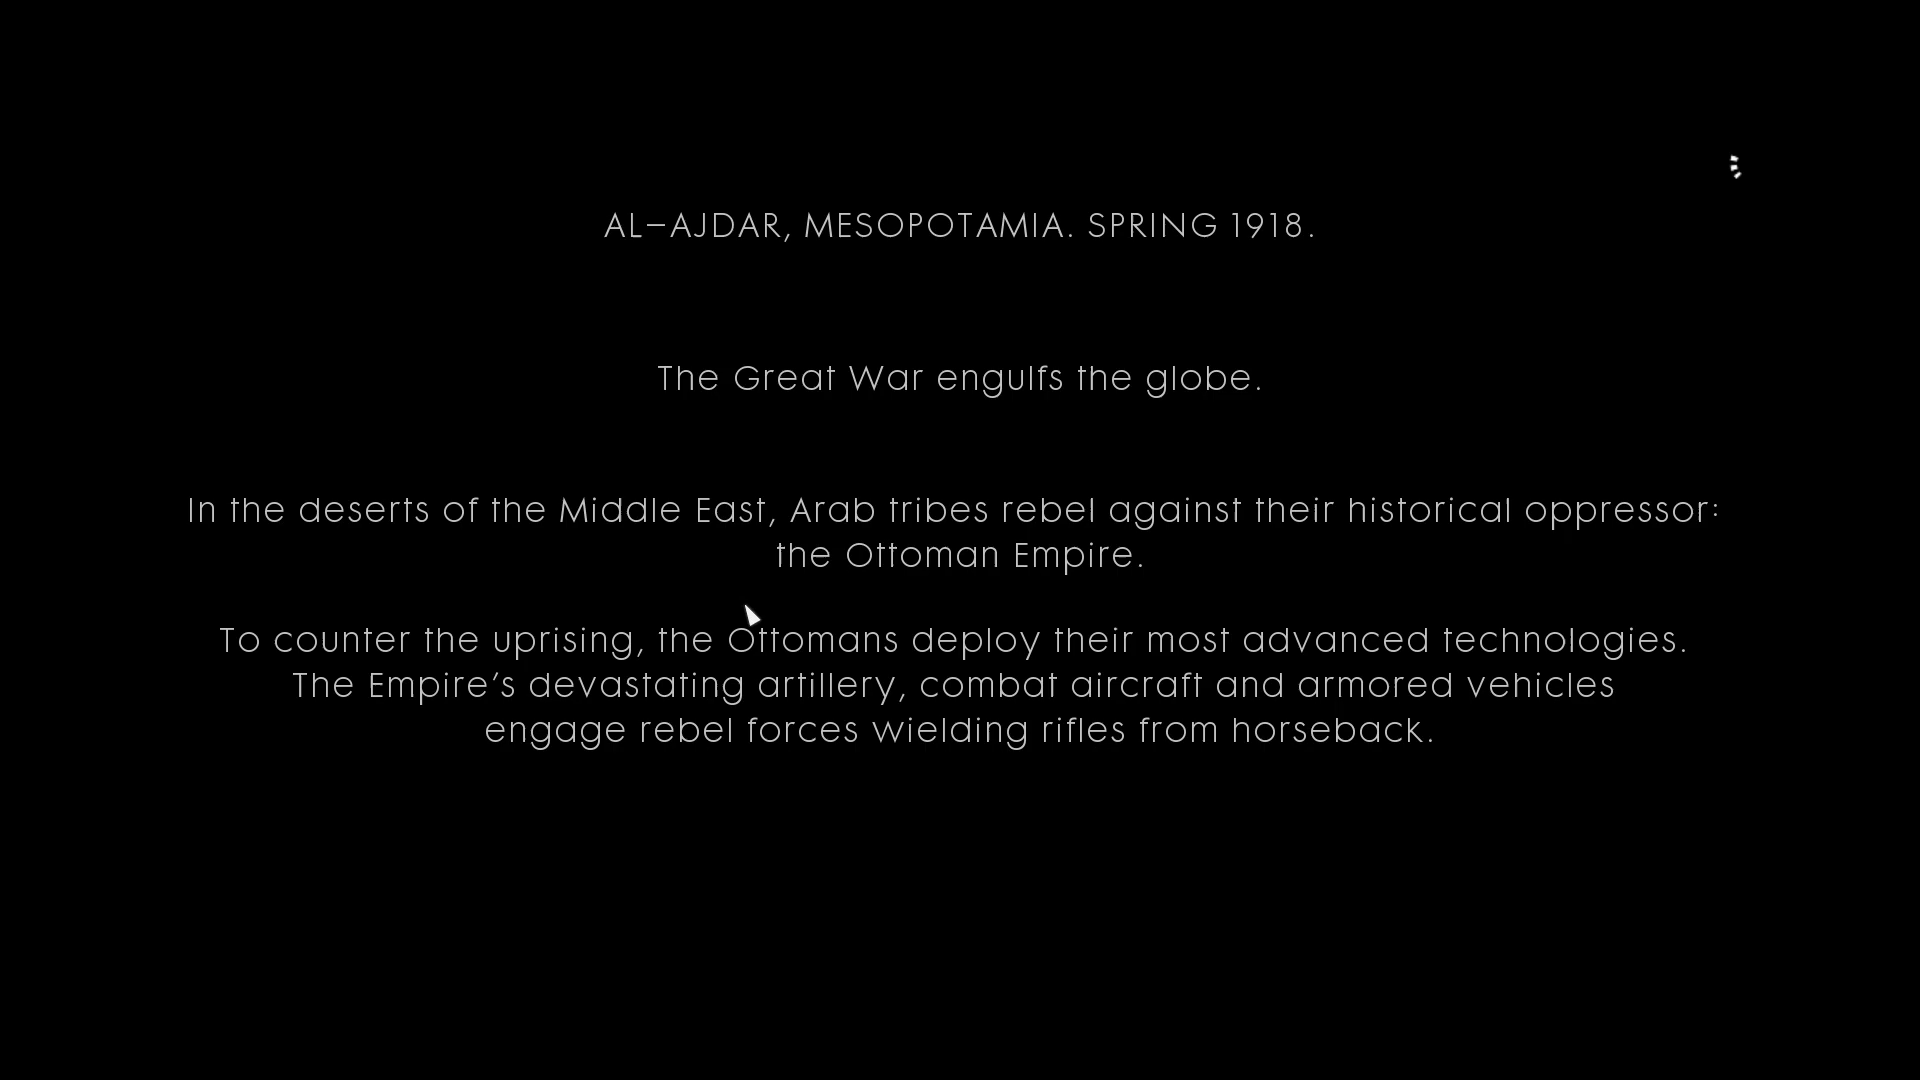 AL–AJDAR, MESOPOTAMIA. SPRING 1918.
The Great War engulfs the globe.
In the deserts of the Middle East, Arab tribes rebel against their historical oppressor:
the Ottoman Empire.
To counter the uprising, the Ottomans deploy their most advanced technologies.
The Empire’s devastating artillery, combat aircraft and armored vehicles
engage rebel forces wielding rifles from horseback.